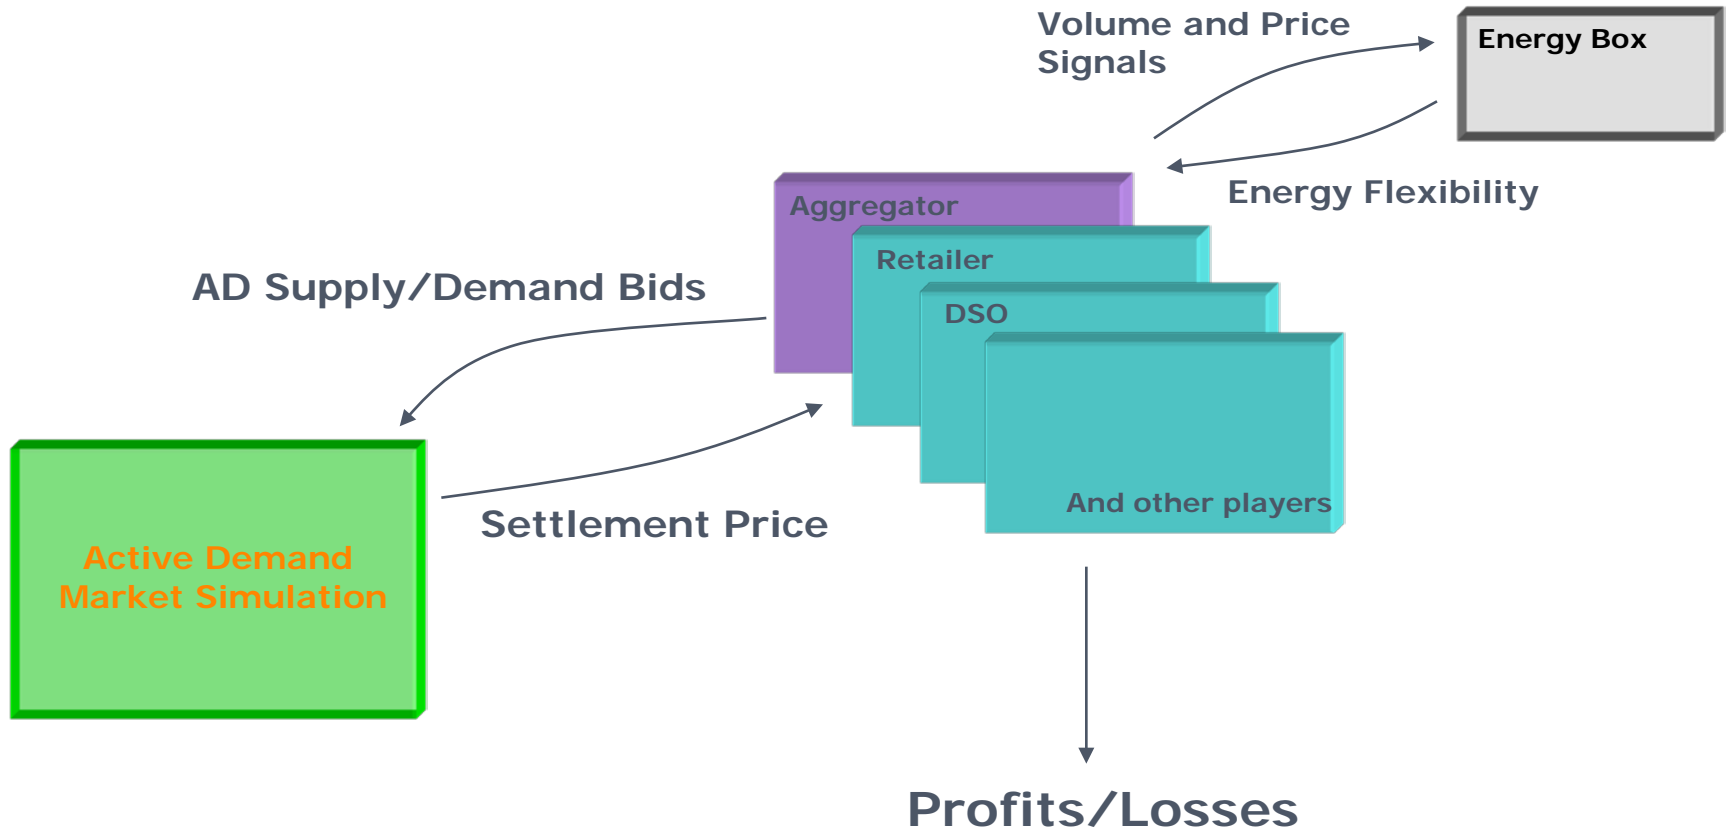 Volume and Price
Signals
Energy Box
Energy Flexibility
Aggregator
Retailer
DSO
And other players
AD Supply/Demand Bids
Settlement Price
Active Demand
Market Simulation
Profits/Losses